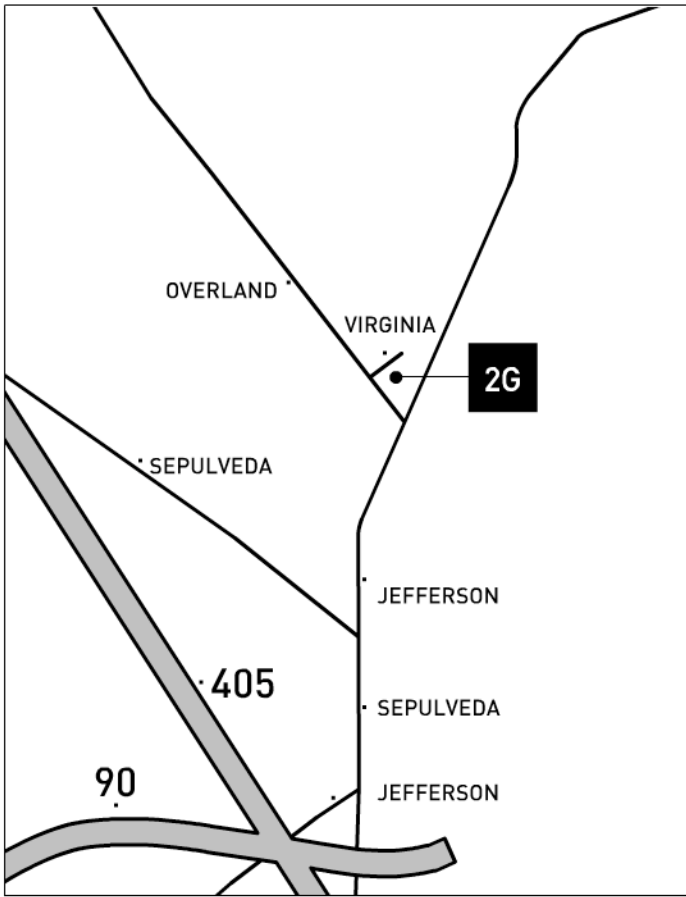 OVERLAND
VIRGINIA
2G
SEPULVEDA
JEFFERSON
405
SEPULVEDA
90
JEFFERSON